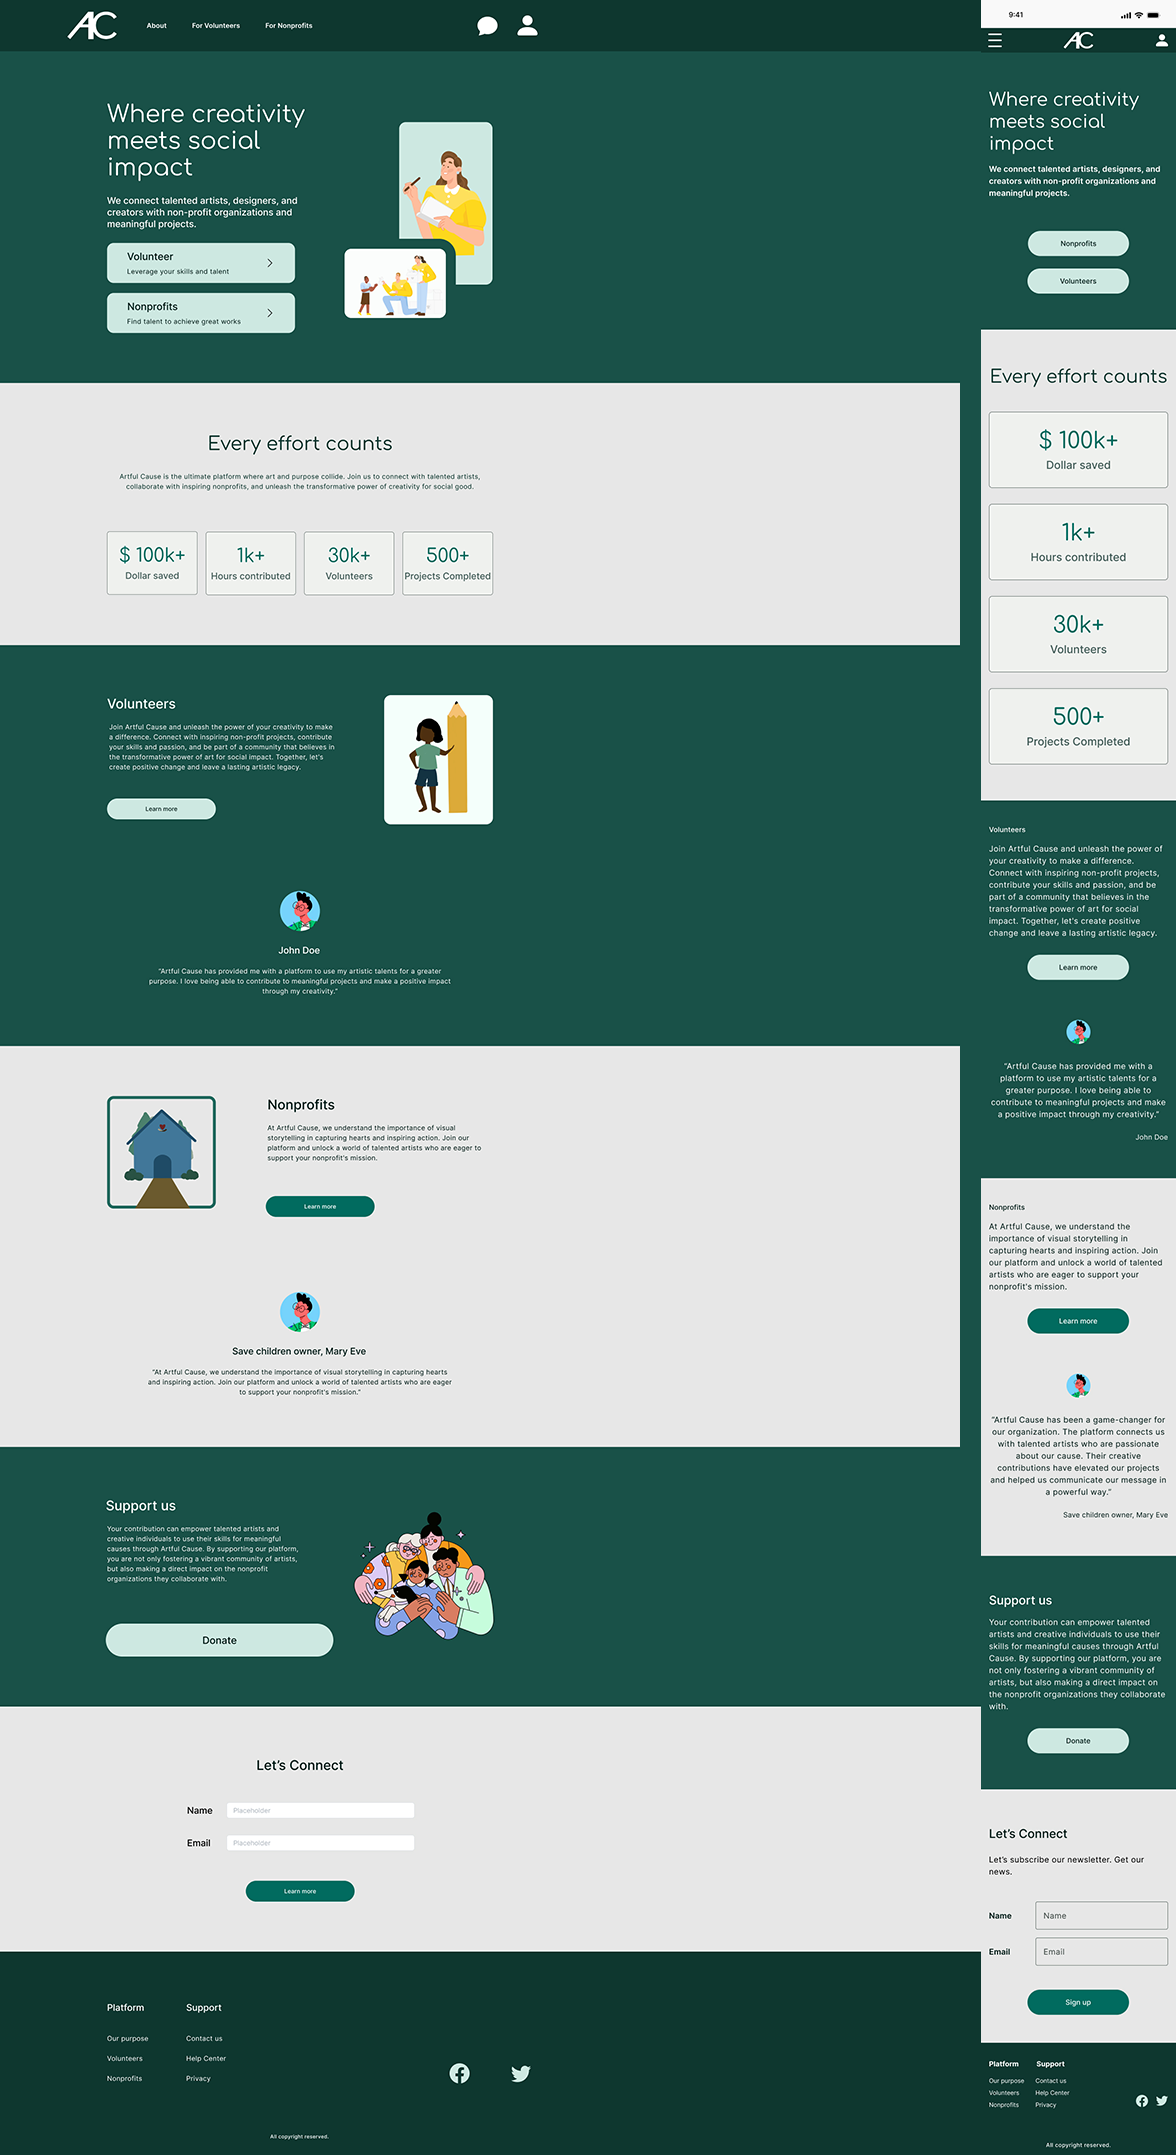 AC
About
For Volunteers
For Nonprofits
Where creativity
meets social
impact
We connect talented artists, designers, and
creators with non-profit organizations and
meaningful projects.
Volunteer
Leverage your skills and talent
Nonprofits
Find talent to achieve great works
Every effort counts
Artful Cause is the ultimate platform where art and purpose collide. Join us to connect with talented artists,
collaborate with inspiring nonprofits, and unleash the transformative power of creativity for social good.
$ 100k+
Dollar saved
1k+
Hours contributed
30k+
Volunteers
500+
Projects Completed
Volunteers
Join Artful Cause and unleash the power of your creativity to make
a difference. Connect with inspiring non-profit projects, contribute
your skills and passion, and be part of a community that believes in
the transformative power of art for social impact. Together, let's
create positive change and leave a lasting artistic legacy.
Learn more
John Doe
"Artful Cause has provided me with a platform to use my artistic talents for a greater
purpose. I love being able to contribute to meaningful projects and make a positive impact
through my creativity."
Nonprofits
At Artful Cause, we understand the importance of visual
storytelling in capturing hearts and inspiring action. Join our
platform and unlock a world of talented artists who are eager to
support your nonprofit's mission.
Learn more
Save children owner, Mary Eve
"At Artful Cause, we understand the importance of visual storytelling in capturing hearts
and inspiring action. Join our platform and unlock a world of talented artists who are eager
to support your nonprofit's mission."
Support us
Your contribution can empower talented artists and
creative individuals to use their skills for meaningful
causes through Artful Cause. By supporting our platform,
you are not only fostering a vibrant community of artists,
but also making a direct impact on the nonprofit
organizations they collaborate with.
Donate
Let's Connect
Name
Placeholder
Email
Placeholder
Learn more
Platform
Our purpose
Volunteers
Nonprofits
Support
Contact us
Help Center
Privacy
All copyright reserved.
9:41
AC
Where creativity
meets social
impact
We connect talented artists, designers, and
creators with non-profit organizations and
meaningful projects.
Nonprofits
Volunteers
Every effort counts
$ 100k+
Dollar saved
1k+
Hours contributed
30k+
Volunteers
500+
Projects Completed
Volunteers
Join Artful Cause and unleash the power of
your creativity to make a difference.
Connect with inspiring non-profit projects,
contribute your skills and passion, and be
part of a community that believes in the
transformative power of art for social
impact. Together, let's create positive
change and leave a lasting artistic legacy.
Learn more
"Artful Cause has provided me with a
platform to use my artistic talents for a
greater purpose. I love being able to
contribute to meaningful projects and make
a positive impact through my creativity."
John Doe
Nonprofits
At Artful Cause, we understand the
importance of visual storytelling in
capturing hearts and inspiring action. Join
our platform and unlock a world of talented
artists who are eager to support your
nonprofit's mission.
Learn more
"Artful Cause has been a game-changer for
our organization. The platform connects us
with talented artists who are passionate
about our cause. Their creative
contributions have elevated our projects
and helped us communicate our message in
a powerful way."
Save children owner, Mary Eve
Support us
Your contribution can empower talented
artists and creative individuals to use their
skills for meaningful causes through Artful
Cause. By supporting our platform, you are
not only fostering a vibrant community of
artists, but also making a direct impact on
the nonprofit organizations they collaborate
with.
Donate
Let's Connect
Let's subscribe our newsletter. Get our
news.
Name
Name
Email
Email
Sign up
Platform
Our purpose
Volunteers
Nonprofits
Support
Contact us
Help Center
Privacy
All copyright reserved.